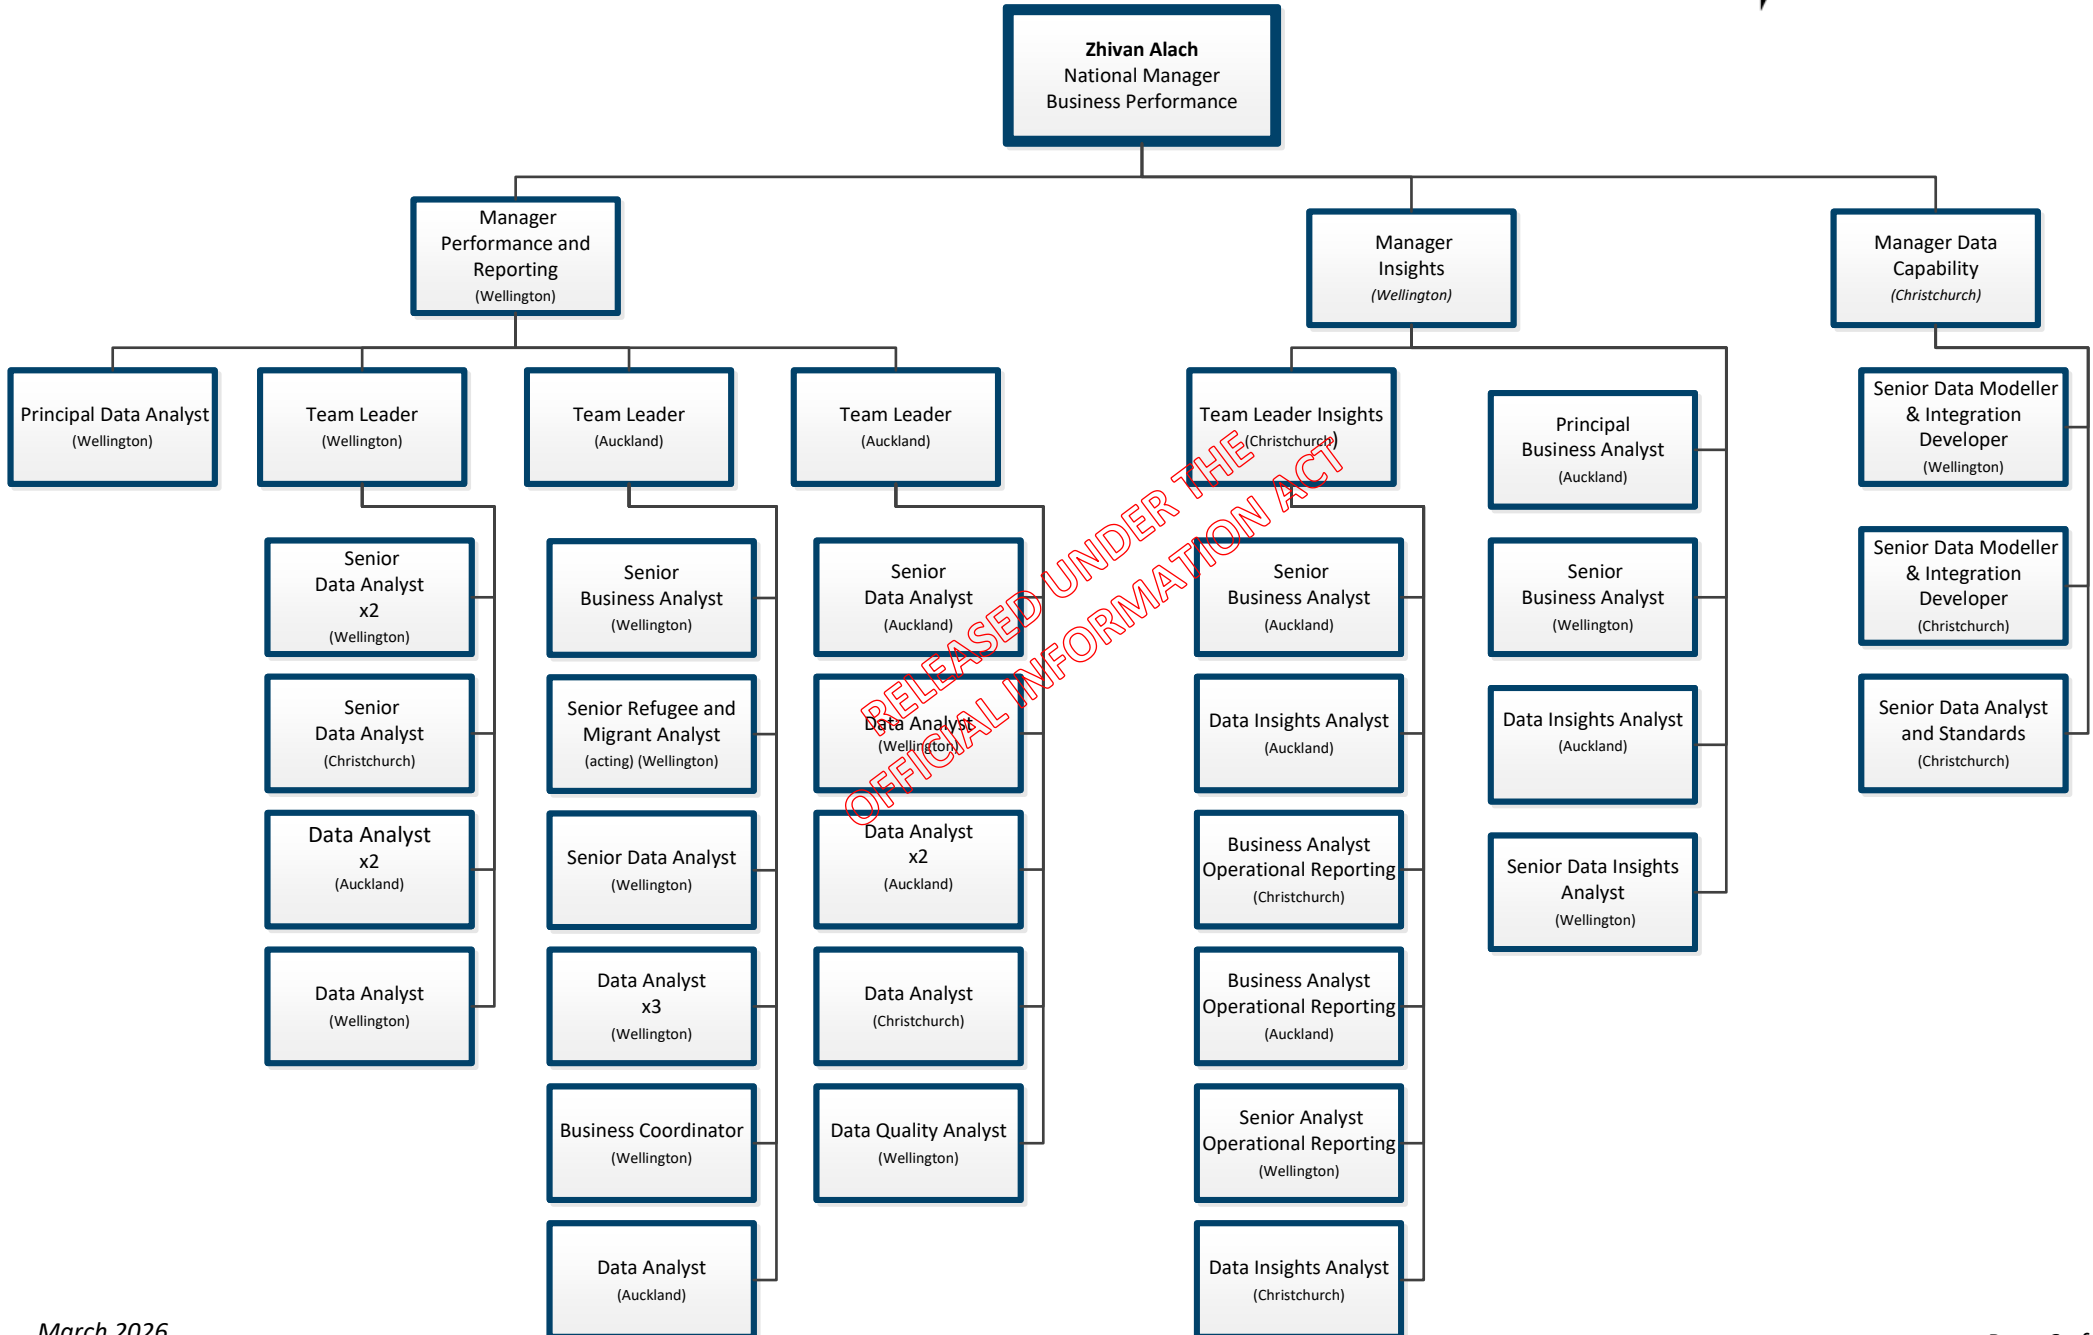 Zhivan Alach
National Manager
Business Performance
Manager
Performance and
Reporting
(Wellington)
Manager
Insights
(Wellington)
Manager Data
Capability
(Christchurch)
Principal Data Analyst
(Wellington)
Team Leader
(Wellington)
Team Leader
(Auckland)
Team Leader
(Auckland)
Team Leader Insights
(Christchurch)
Principal
Business Analyst
(Auckland)
Senior Data Modeller
& Integration
Developer
(Wellington)
Senior
Data Analyst
x2
(Wellington)
Senior
Data Analyst
(Christchurch)
Data Analyst
x2
(Auckland)
Data Analyst
(Wellington)
Senior
Business Analyst
(Wellington)
Senior Refugee and
Migrant Analyst
(acting) (Wellington)
Senior Data Analyst
(Wellington)
Data Analyst
x3
(Wellington)
Business Coordinator
(Wellington)
Data Analyst
(Auckland)
Senior
Data Analyst
(Auckland)
Data Analyst
(Wellington)
Data Analyst
x2
(Auckland)
Data Analyst
(Christchurch)
Data Quality Analyst
(Wellington)
Senior
Business Analyst
(Auckland)
Data Insights Analyst
(Auckland)
Business Analyst
Operational Reporting
(Christchurch)
Business Analyst
Operational Reporting
(Auckland)
Senior Analyst
Operational Reporting
(Wellington)
Data Insights Analyst
(Christchurch)
Senior
Business Analyst
(Wellington)
Data Insights Analyst
(Auckland)
Senior Data Insights
Analyst
(Wellington)
Senior Data Modeller
& Integration
Developer
(Christchurch)
Senior Data Analyst
and Standards
(Christchurch)
RELEASED UNDER THE
OFFICIAL INFORMATION ACT
March 2026